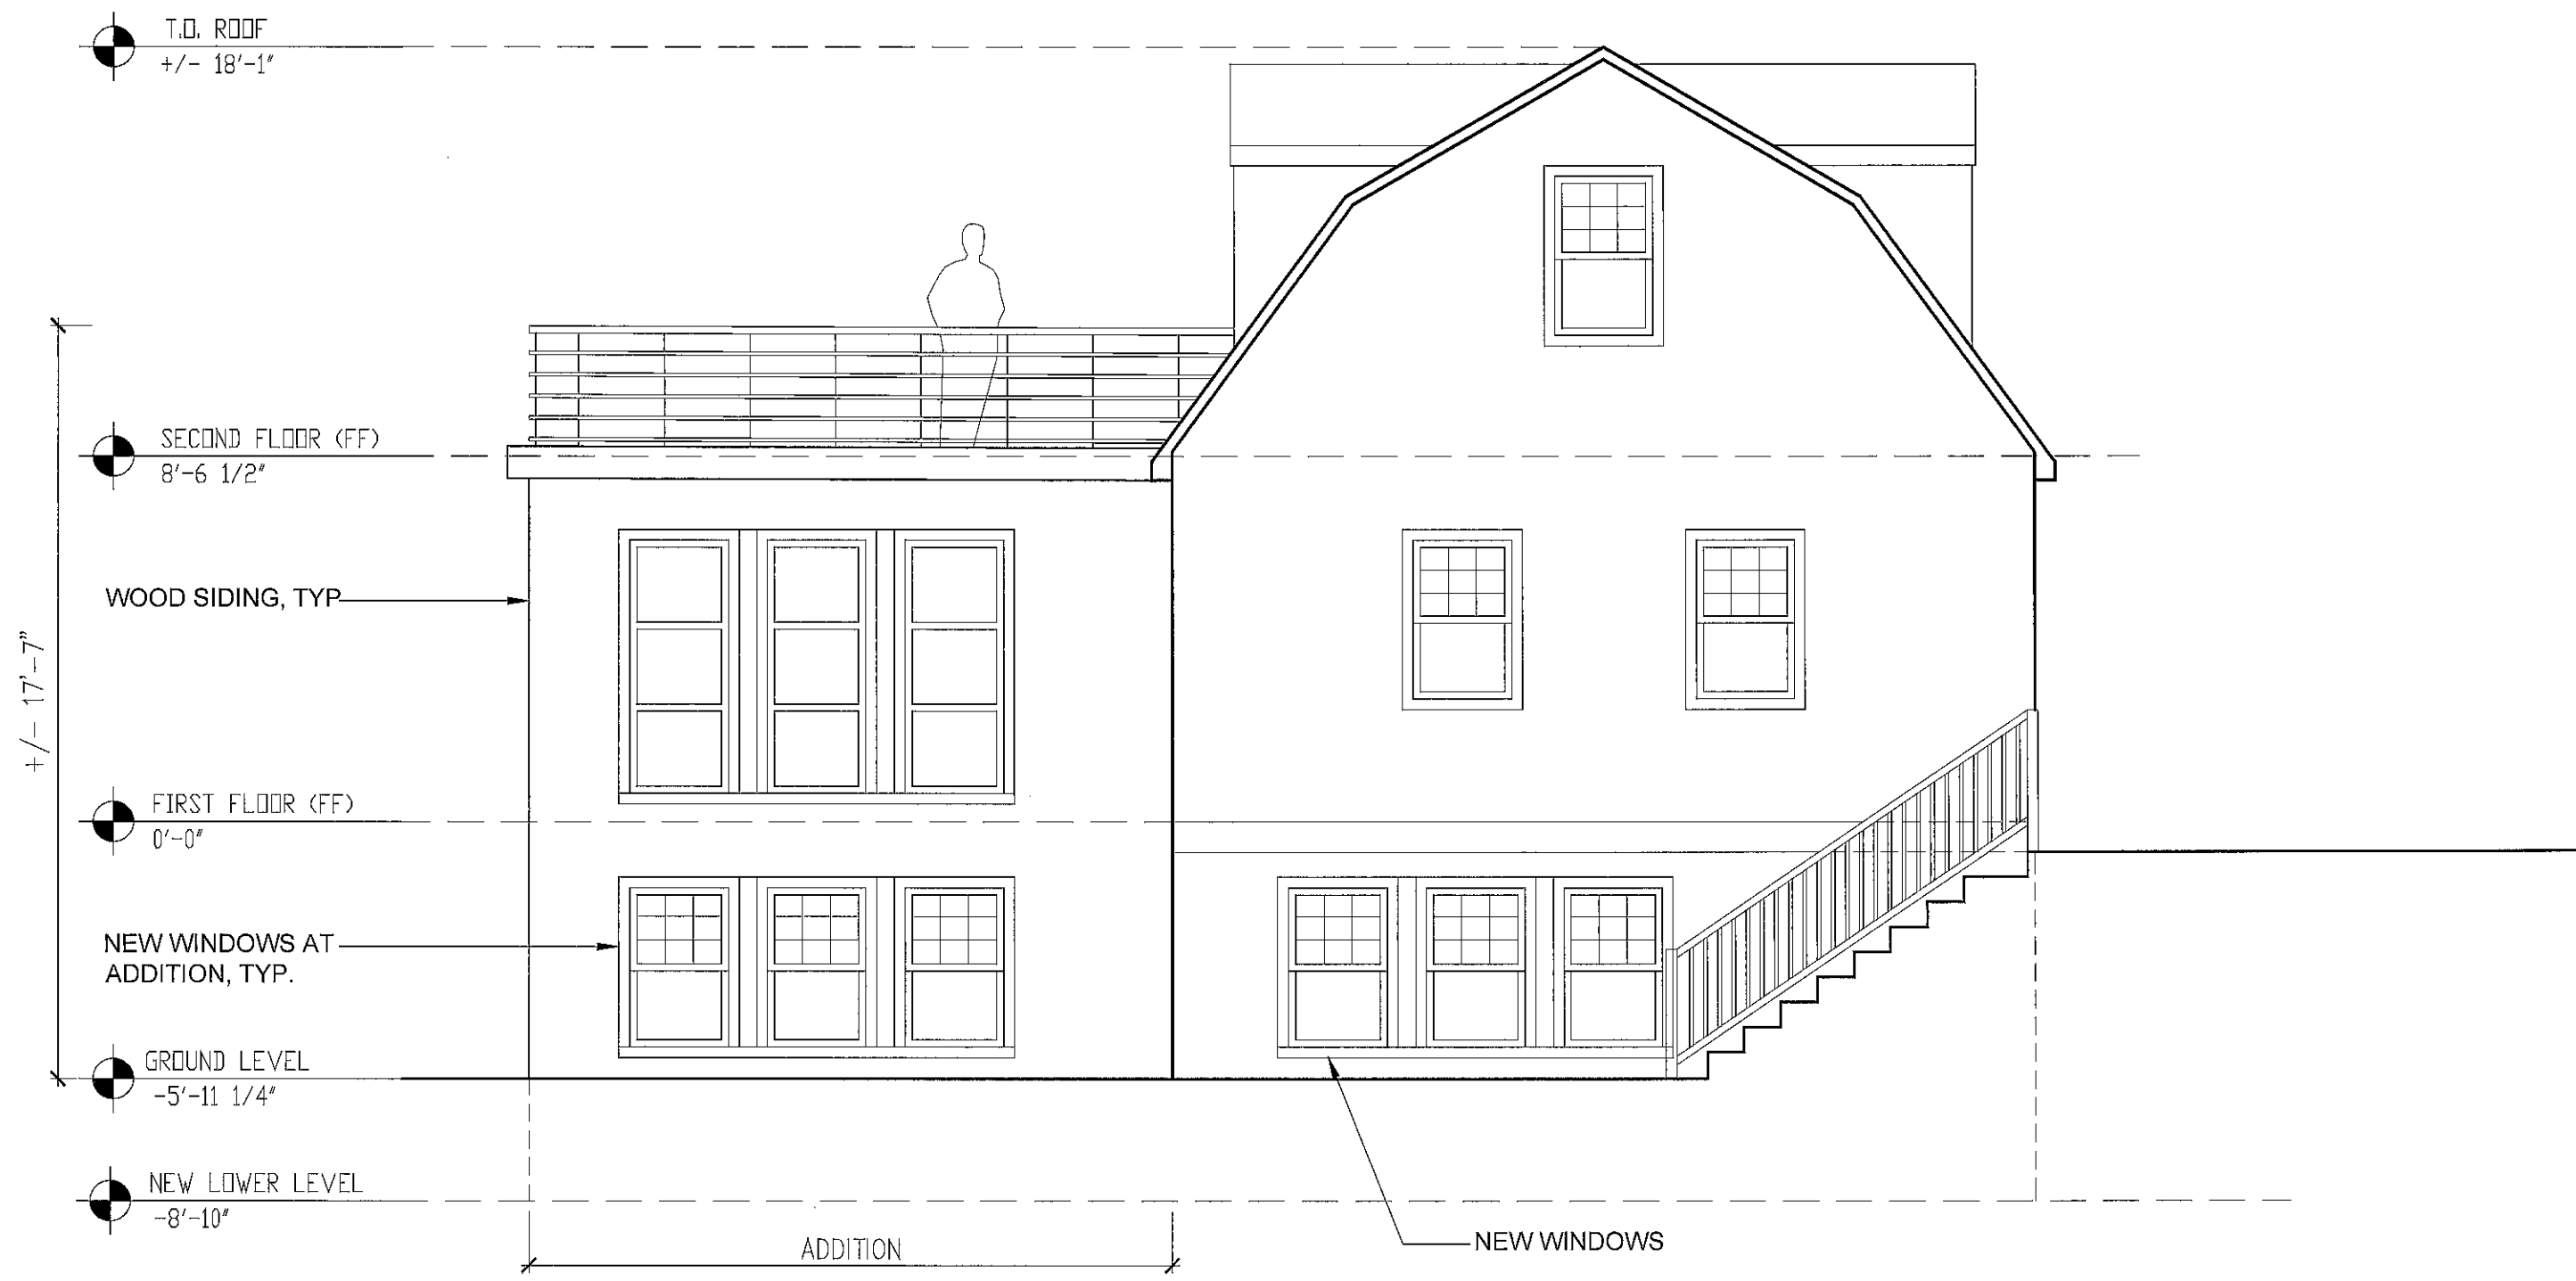 T.O. ROOF
+/- 18'-1"
SECOND FLOOR (FF)
8'-6 1/2"
WOOD SIDING, TYP
+/- 17'-7"
FIRST FLOOR (FF)
0'-0"
NEW WINDOWS AT
ADDITION, TYP.
GROUND LEVEL
-5'-11 1/4"
NEW LOWER LEVEL
-8'-10"
ADDITION
NEW WINDOWS